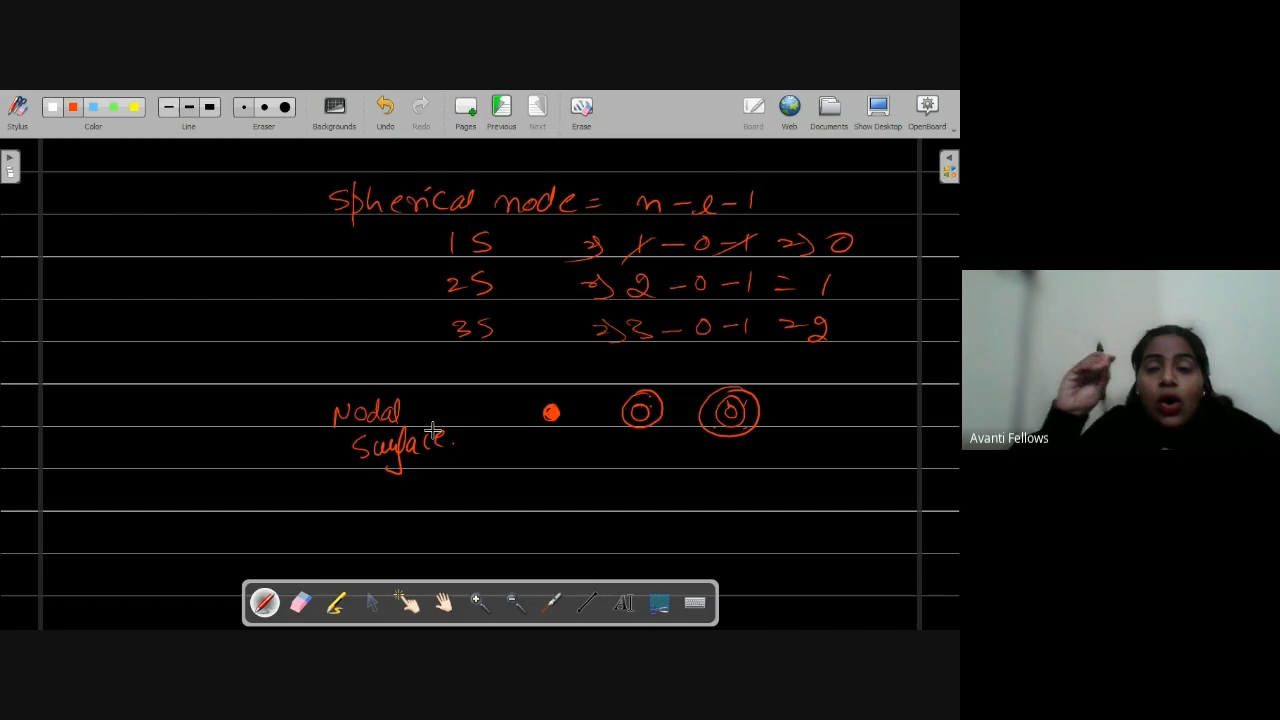 Stylus Color Line Eraser Backgrounds Undo Redo Pages Previous Next Erase Board Web Documents Show Desktop OpenBoard
Spherical node = n - l - 1
1S => 1 - 0 - 1 => 0
2S => 2 - 0 - 1 = 1
3S => 3 - 0 - 1 = 2
Nodal
Surface.
Avanti Fellows
AI